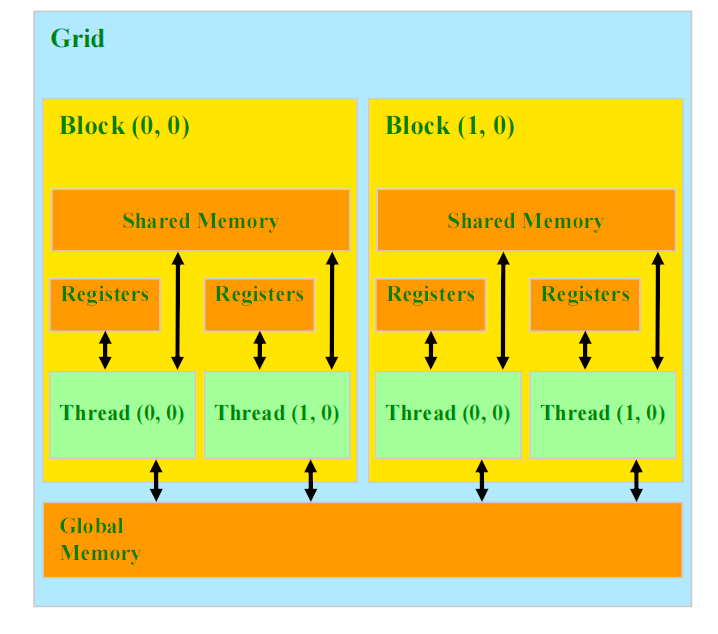 Grid
Block (0, 0)
Block (1, 0)
Shared Memory
Shared Memory
Registers
Registers
Registers
Registers
Thread (0, 0)
Thread (1, 0)
Thread (0, 0)
Thread (1, 0)
Global
Memory